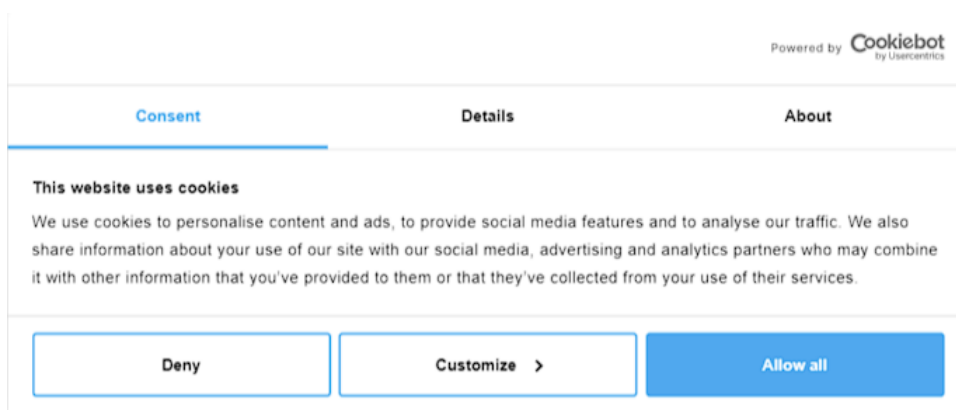 Powered by Cookiebot
by Usercentrics
Consent Details About
This website uses cookies
We use cookies to personalise content and ads, to provide social media features and to analyse our traffic. We also
share information about your use of our site with our social media, advertising and analytics partners who may combine
it with other information that you've provided to them or that they've collected from your use of their services.
Deny Customize > Allow all